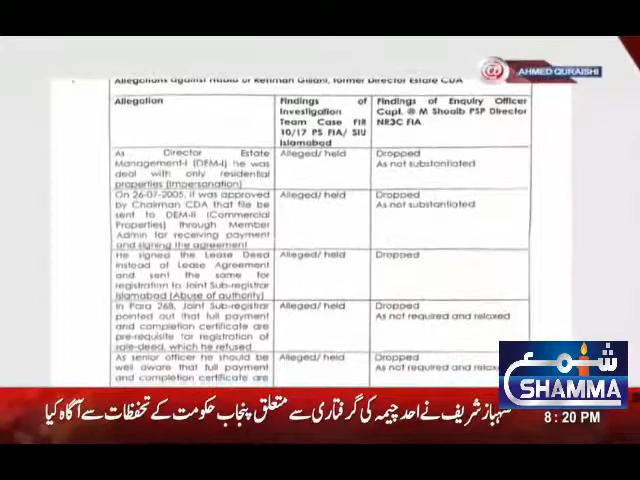 @ AHMED QURAISHI
Allegations against Habib ur Rehman Gillani, former Director Estate CDA
Allegation
Findings of
Investigation
Team Case FIR
10/17 PS FIA/ SIU
Islamabad
Findings of Enquiry Officer
Capt. @ M Shoaib PSP Director
NR3C FIA
As Director Estate
Management-I (DEM-I) he was
deal with only residential
properties (Impersonation)
Alleged/ held
Dropped
As not substantiated
On 26-07-2005, it was approved
by Chairman CDA that file be
sent to DEM-II (Commercial
Properties) through Member
Admin for receiving payment
and signing the agreement
Alleged/ held
Dropped
As not substantiated
He signed the Lease Deed
instead of Lease Agreement
and sent the same for
registration to Joint Sub-registrar
Islamabad (Abuse of authority)
Alleged/ held
Dropped
In Para 268, Joint Sub-registrar
pointed out that full payment
and completion certificate are
pre-requisite for registration of
sale-deed, which he refused
Alleged/ held
Dropped
As not required and relaxed
As senior officer he should be
well aware that full payment
and completion certificate are
Alleged/ held
Dropped
As not required and relaxed
شمع
SHAMMA
8:20 PM
شہباز شریف نے احد چیمہ کی گرفتاری سے متعلق پنجاب حکومت کے تحفظات سے آگاہ کیا